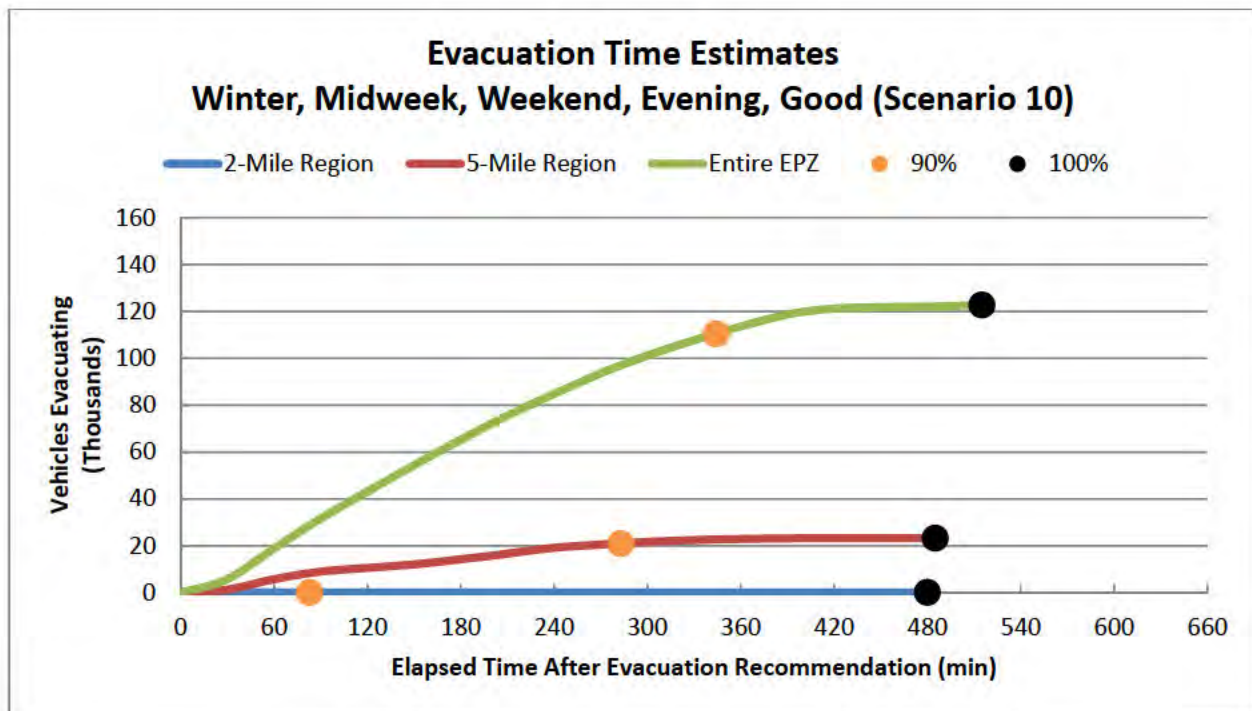 Evacuation Time Estimates
Winter, Midweek, Weekend, Evening, Good (Scenario 10)
2-Mile Region 5-Mile Region Entire EPZ 90% 100%
160
140
120
100
80
60
40
20
0
Vehicles Evacuating
(Thousands)
0 60 120 180 240 300 360 420 480 540 600 660
Elapsed Time After Evacuation Recommendation (min)